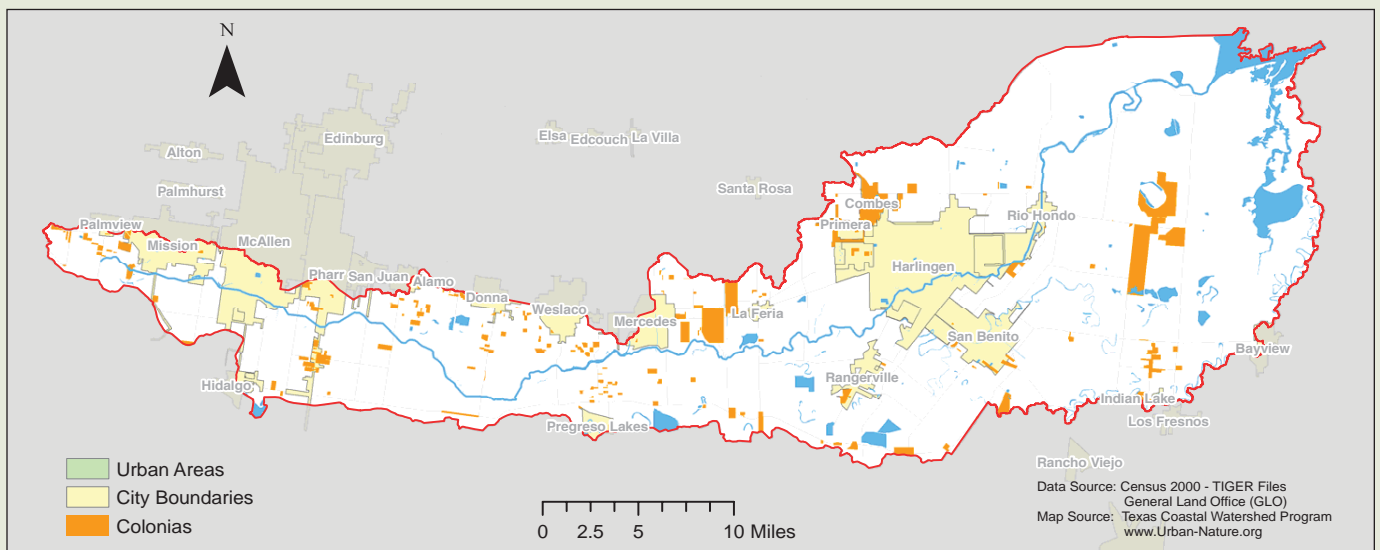 N
Elsa
Edcouch
La Villa
Edinburg
Alton
Palmhurst
Santa Rosa
Combes
Primera
Rio Hondo
Palmview
Mission
McAllen
Harlingen
Pharr
San Juan
Alamo
Donna
Weslaco
Mercedes
La Feria
San Benito
Bayview
Hidalgo
Rangerville
Indian Lake
Los Fresnos
Pregreso Lakes
Rancho Viejo
Urban Areas
City Boundaries
Colonias
0 2.5 5 10 Miles
Data Source: Census 2000 - TIGER Files
General Land Office (GLO)
Map Source: Texas Coastal Watershed Program
www.Urban-Nature.org